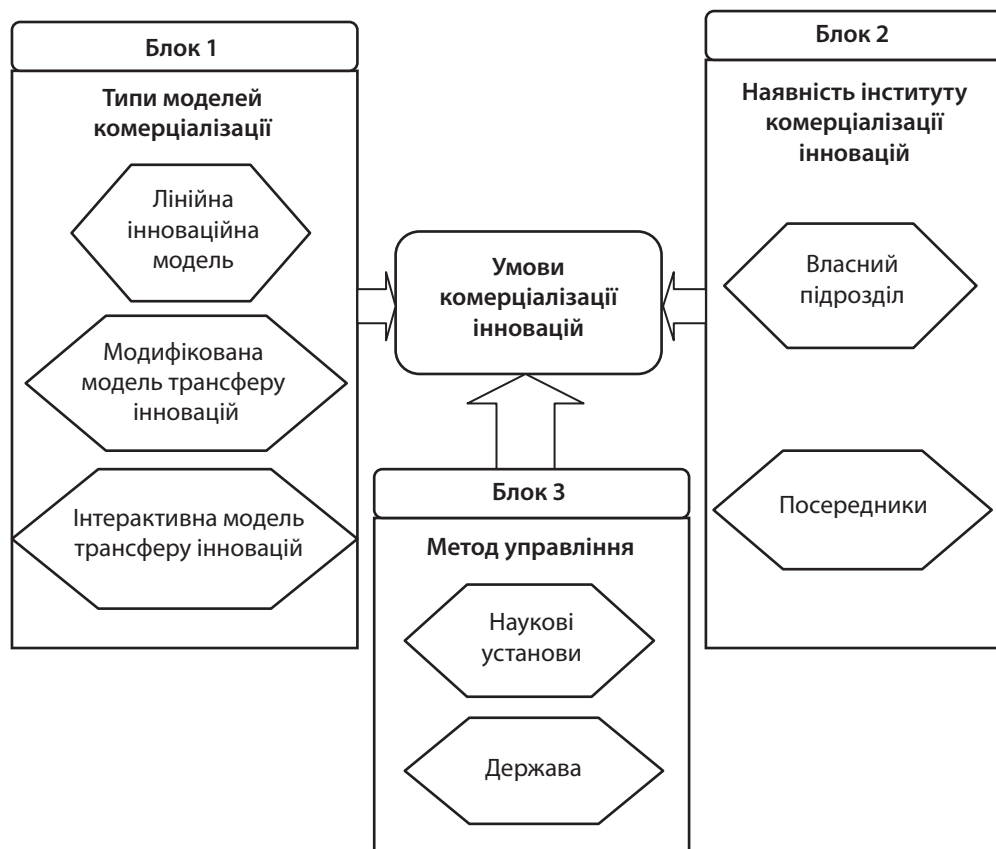 Блок 1
Типи моделей
комерціалізації
Лінійна
інноваційна
модель
Модифікована
модель трансферу
інновацій
Інтерактивна модель
трансферу інновацій
Умови
комерціалізації
інновацій
Блок 2
Наявність інституту
комерціалізації
інновацій
Власний
підрозділ
Посередники
Блок 3
Метод управління
Наукові
установи
Держава